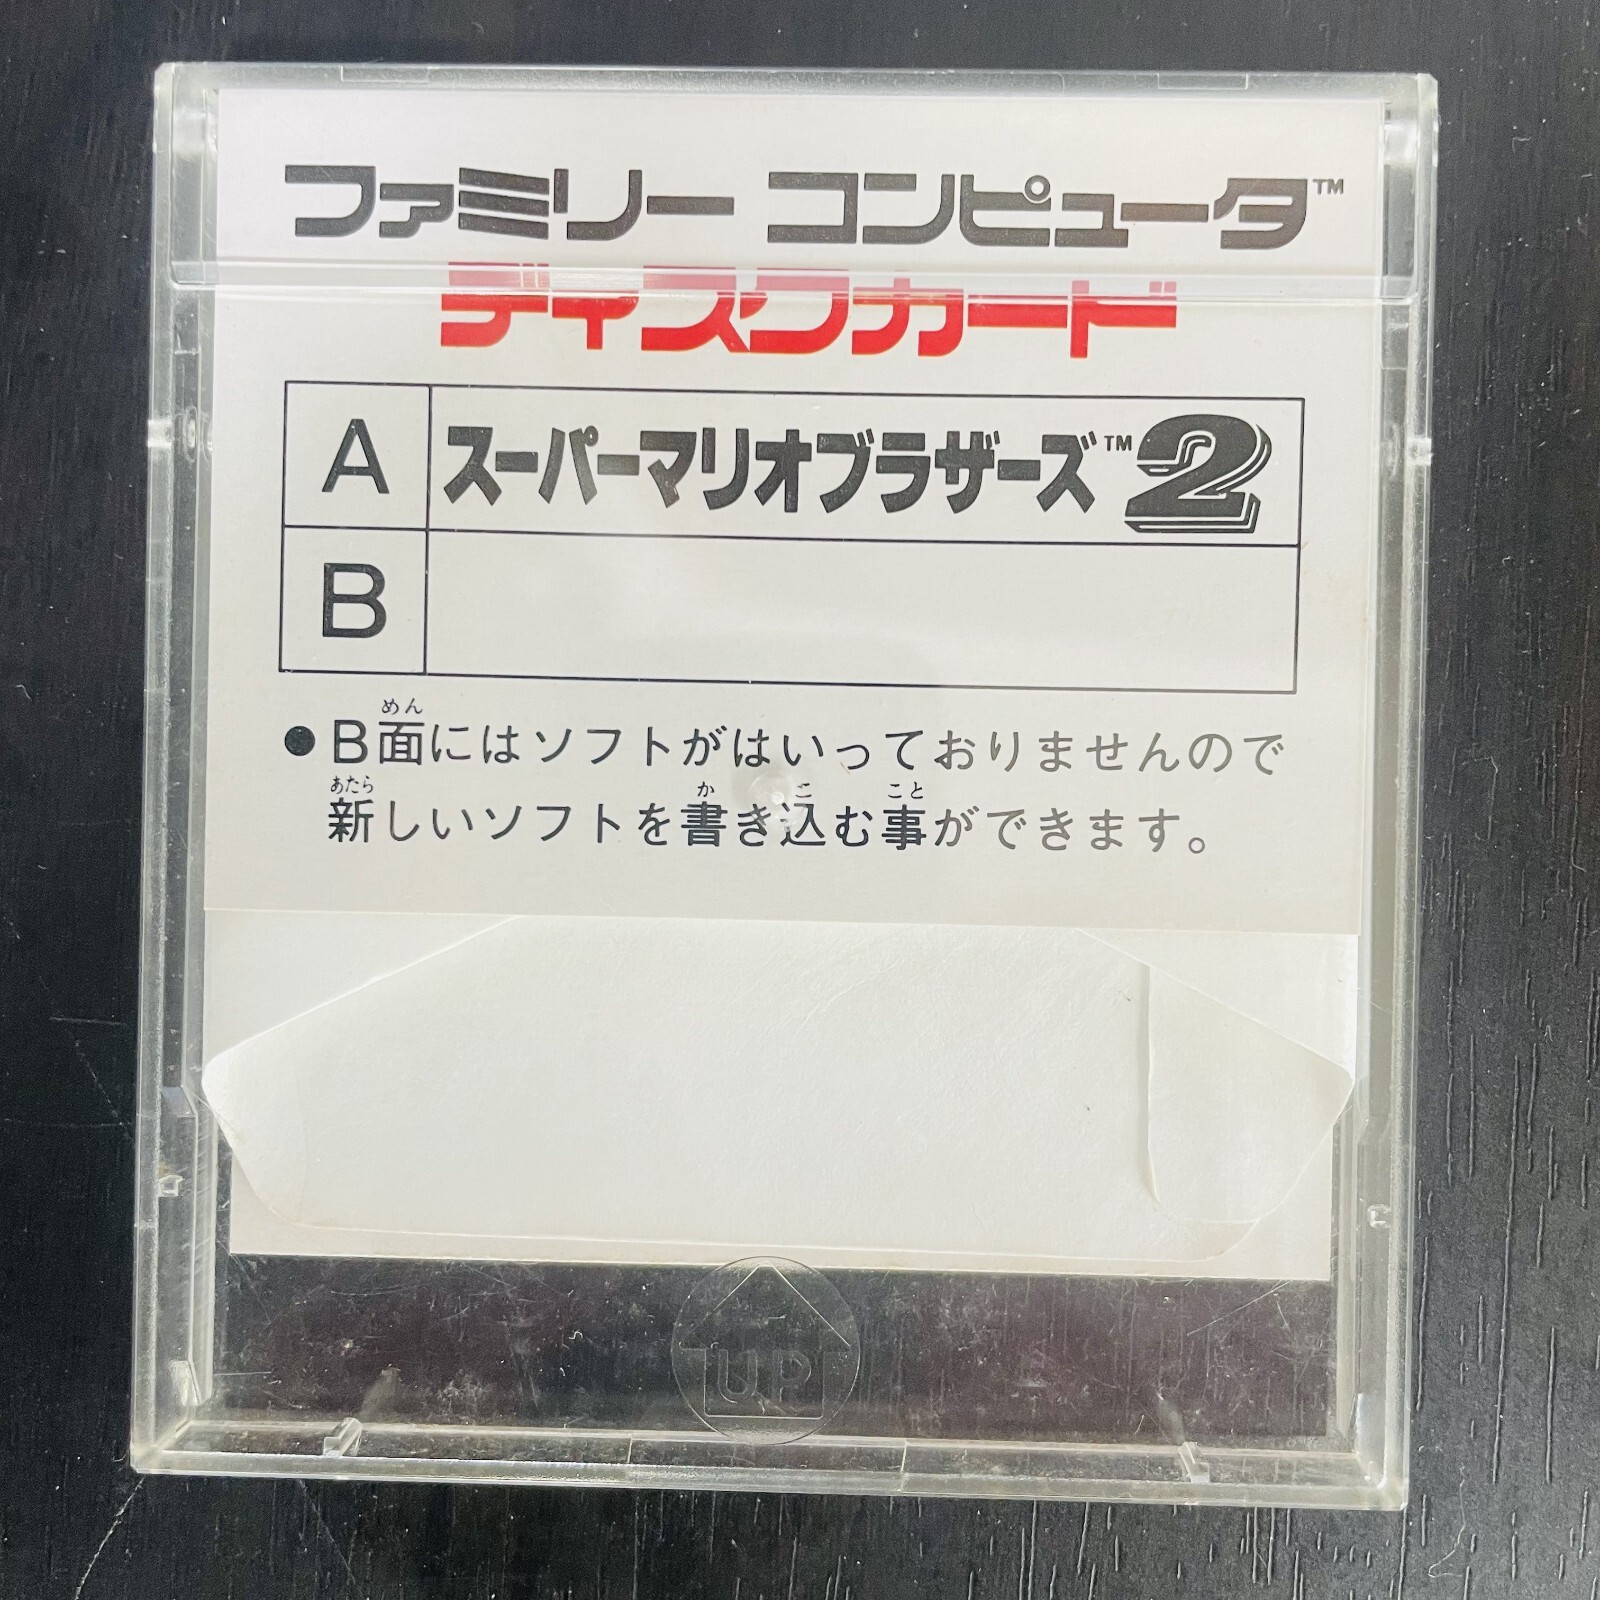 ファミリー コンピュータ™
ディスクカード
A スーパーマリオブラザーズ™2
B
めん
●B面にはソフトがはいっておりませんので
あたら か こ こと
新しいソフトを書き込む事ができます。
UP